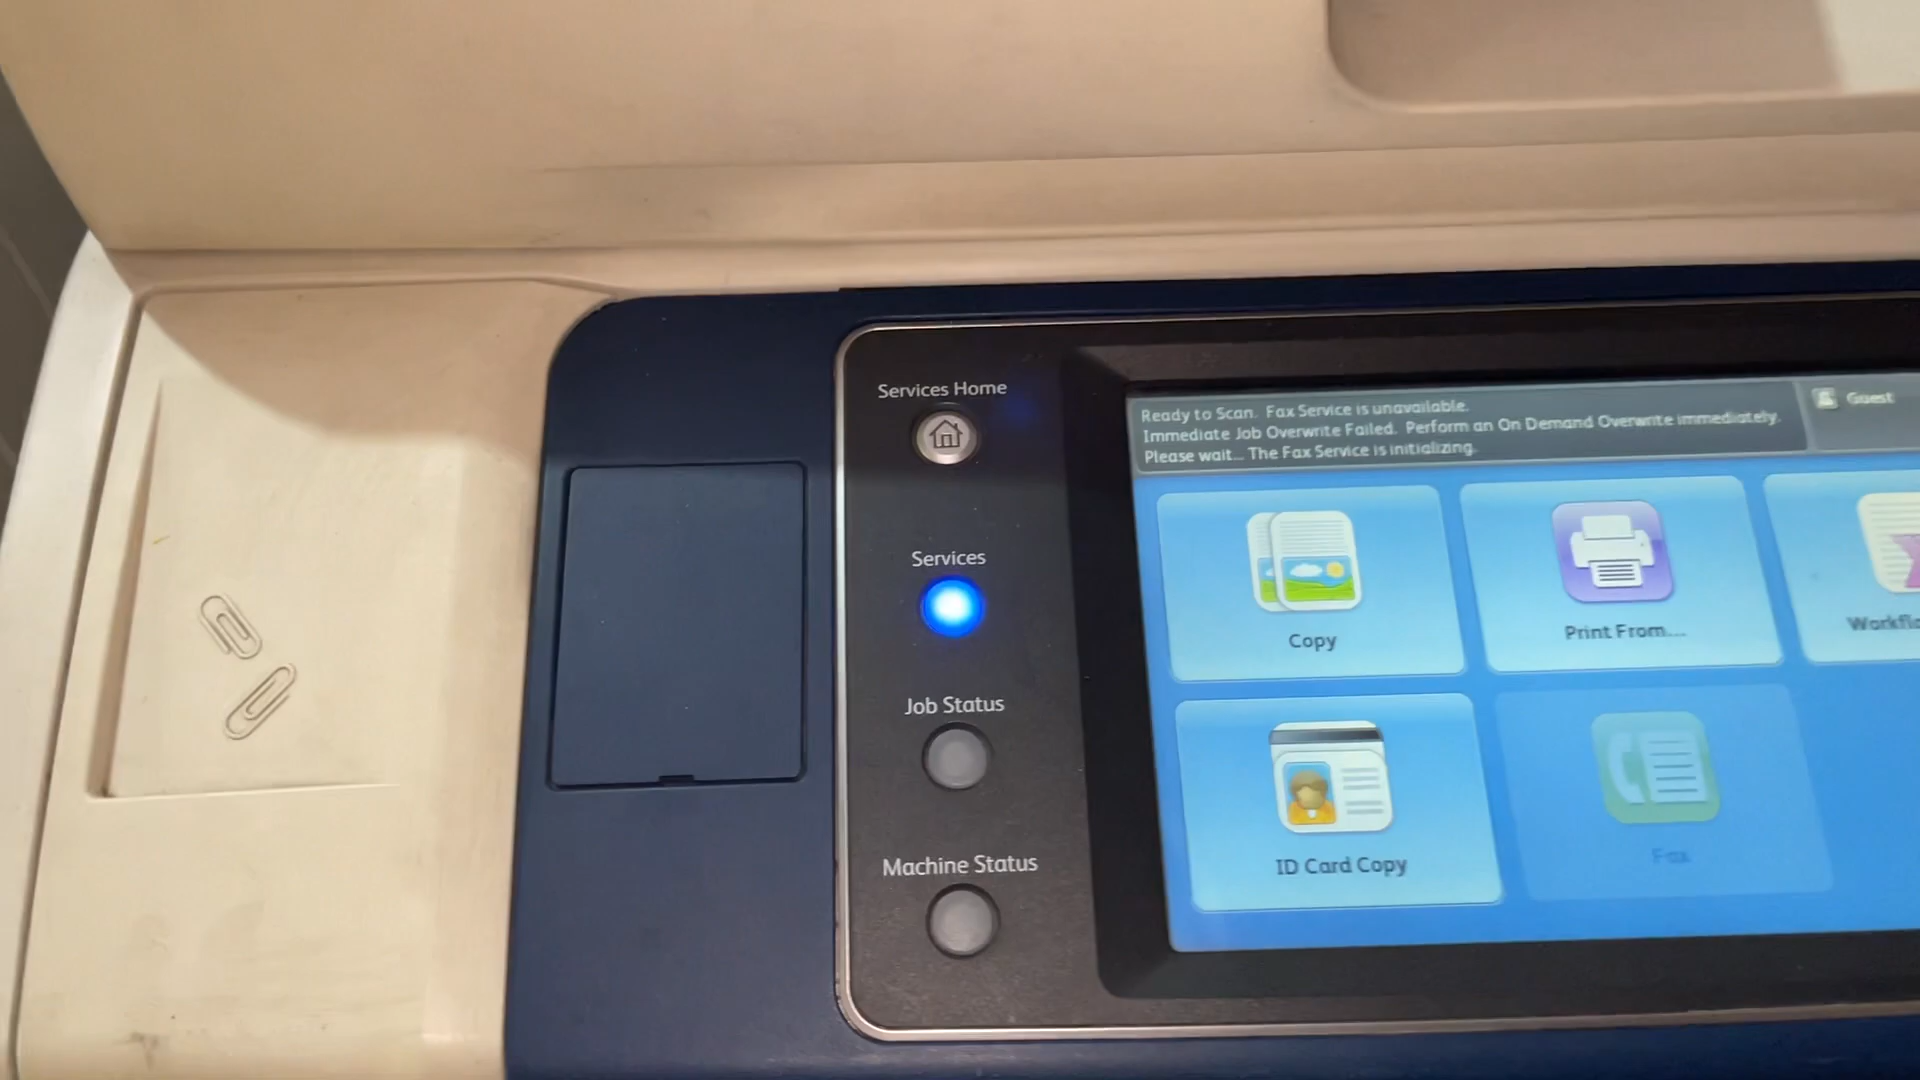 Services Home
Ready to Scan. Fax Service is unavailable.
Immediate Job Overwrite Failed. Perform an On Demand Overwrite immediately.
Please wait... The Fax Service is initializing.
Guest
Services
Copy
Print From....
Workflo
Job Status
Machine Status
ID Card Copy
Fax